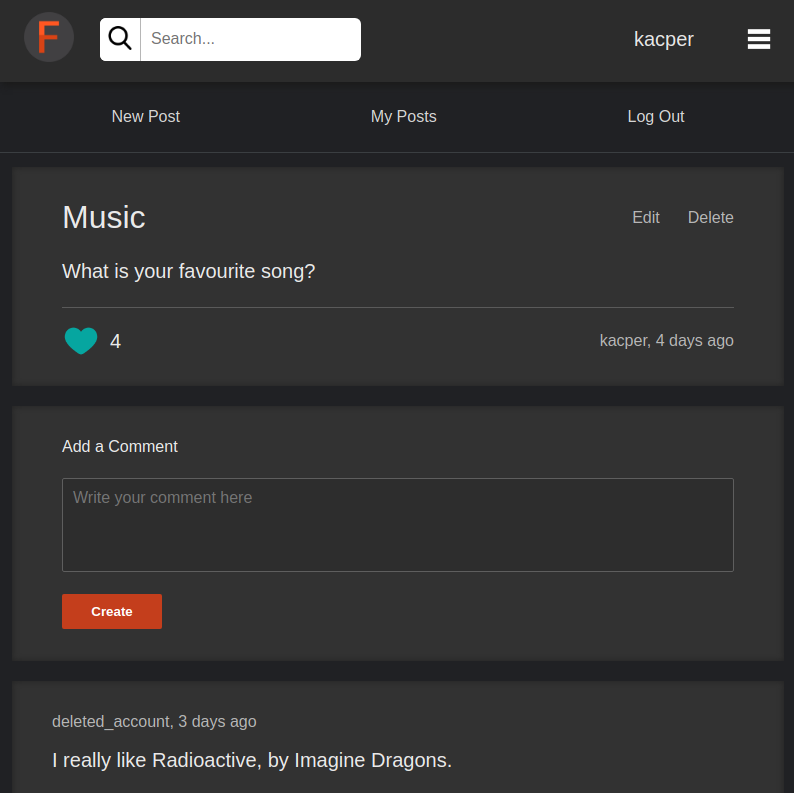 F
Search...
kacper
New Post
My Posts
Log Out
Music
Edit
Delete
What is your favourite song?
4
kacper, 4 days ago
Add a Comment
Write your comment here
Create
deleted_account, 3 days ago
I really like Radioactive, by Imagine Dragons.